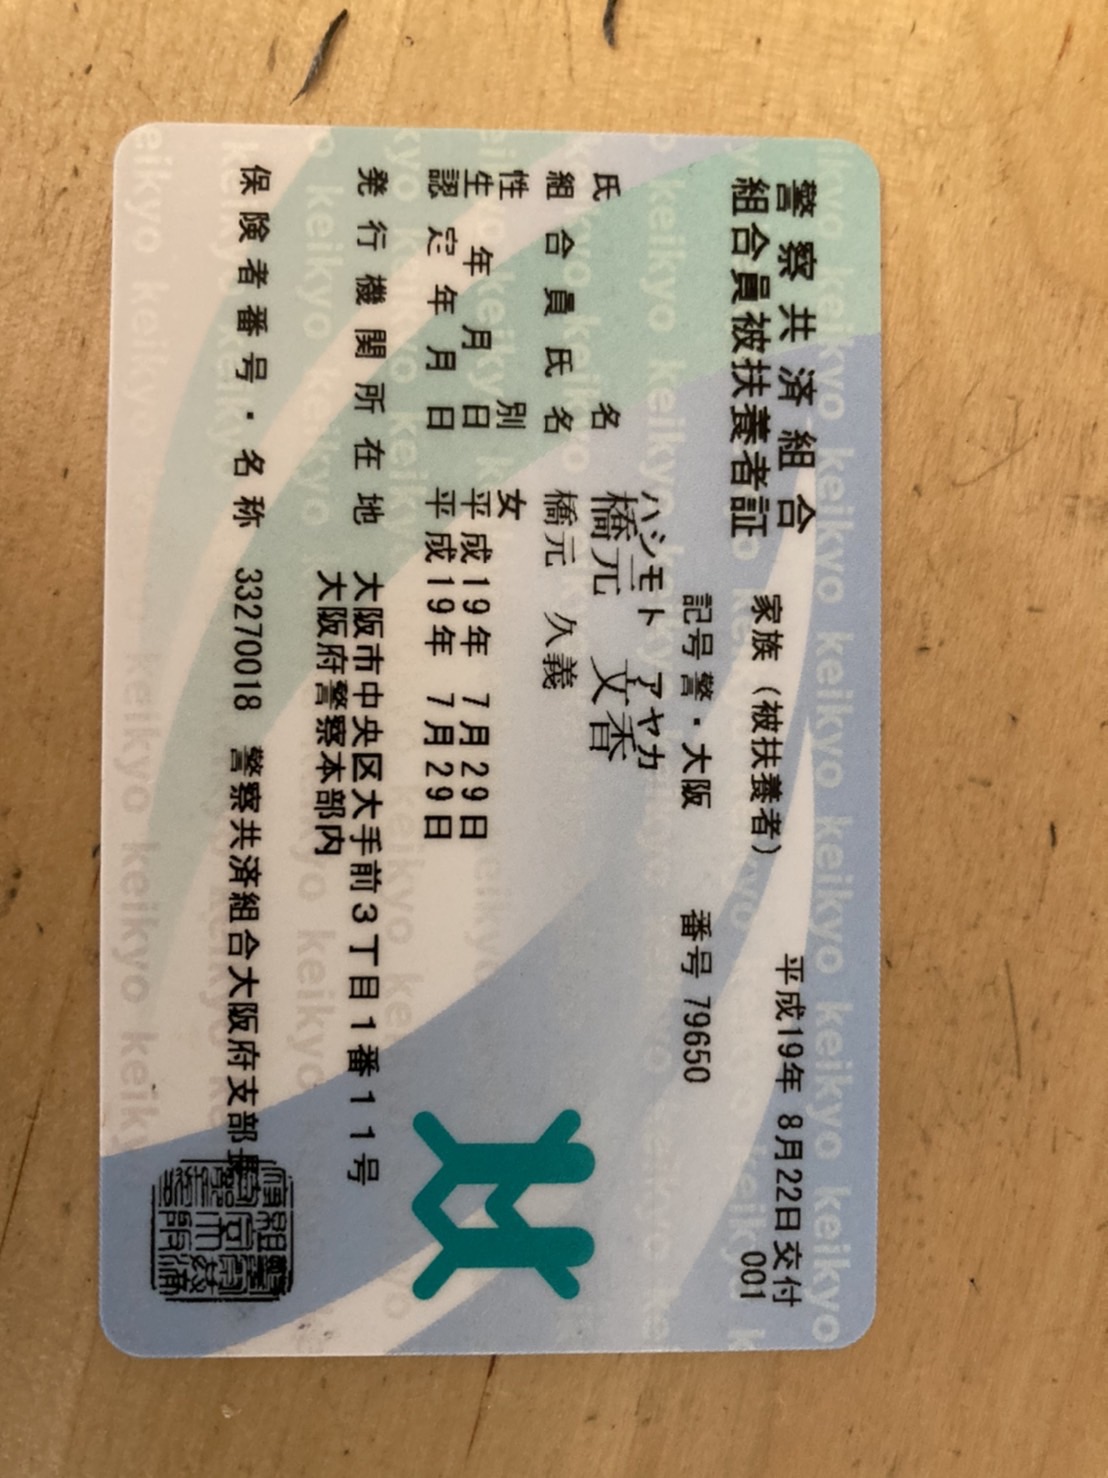 警察共済組合
組合員被扶養者証
家族（被扶養者）
平成19年 8月22日交付
001
記号 警・大阪 番号 79650
ハシモト アヤカ
氏名 橋元 文香
組合員氏名 橋元 久義
性別 女
生年月日 平成19年 7月29日
認定年月日 平成19年 7月29日
発行機関所在地 大阪市中央区大手前3丁目1番11号
大阪府警察本部内
保険者番号・名称 33270018 警察共済組合大阪府支部長
keikyo keikyo keikyo keikyo keikyo keikyo